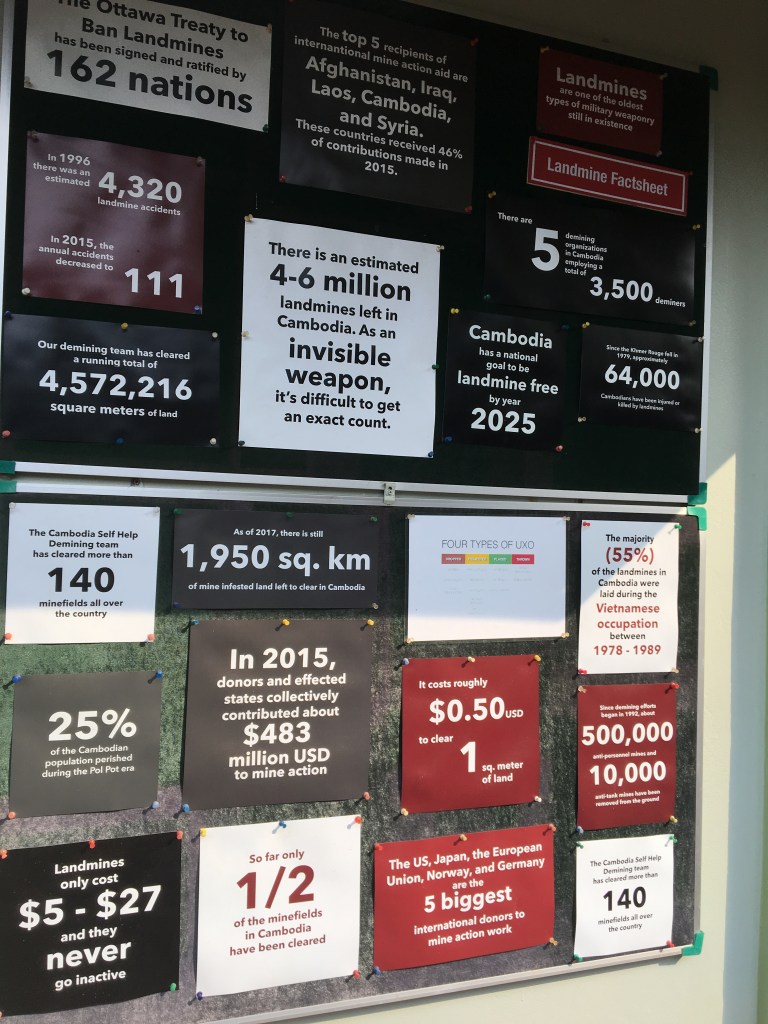 The Ottawa Treaty to
Ban Landmines
has been signed and ratified by
162 nations
The top 5 recipients of
internantional mine action aid are
Afghanistan, Iraq,
Laos, Cambodia,
and Syria.
These countries received 46%
of contributions made in
2015.
Landmines
are one of the oldest
types of military weaponry
still in existence
Landmine Factsheet
In 1996
there was an
estimated
4,320
landmine accidents
In 2015, the
annual accidents
decreased to
111
There is an estimated
4-6 million
landmines left in
Cambodia. As an
invisible
weapon,
it's difficult to get
an exact count.
There are
5
demining
organizations
in Cambodia
employing a
total of
3,500 deminers
Our demining team has cleared
a running total of
4,572,216
square meters of land
Cambodia
has a national
goal to be
landmine free
by year
2025
Since the Khmer Rouge fell in
1979, approximately
64,000
Cambodians have been injured or
killed by landmines
The Cambodia Self Help
Demining team
has cleared more than
140
minefields all over
the country
As of 2017, there is still
1,950 sq. km
of mine infested land left to clear in Cambodia
FOUR TYPES OF UXO
The majority
(55%)
of the landmines in
Cambodia were
laid during the
Vietnamese
occupation
between
1978 - 1989
25%
of the Cambodian
population perished
during the Pol Pot era
In 2015,
donors and effected
states collectively
contributed about
$483
million USD
to mine action
It costs roughly
$0.50 USD
to clear
1 sq. meter
of land
Since demining efforts
began in 1992, about
500,000
anti-personnel mines and
10,000
anti-tank mines have been
removed from the ground
Landmines
only cost
$5 - $27
and they
never
go inactive
So far only
1/2
of the minefields
in Cambodia
have been cleared
The US, Japan, the European
Union, Norway, and Germany
are the
5 biggest
international donors to
mine action work
The Cambodia Self Help
Demining team
has cleared more than
140
minefields all over
the country